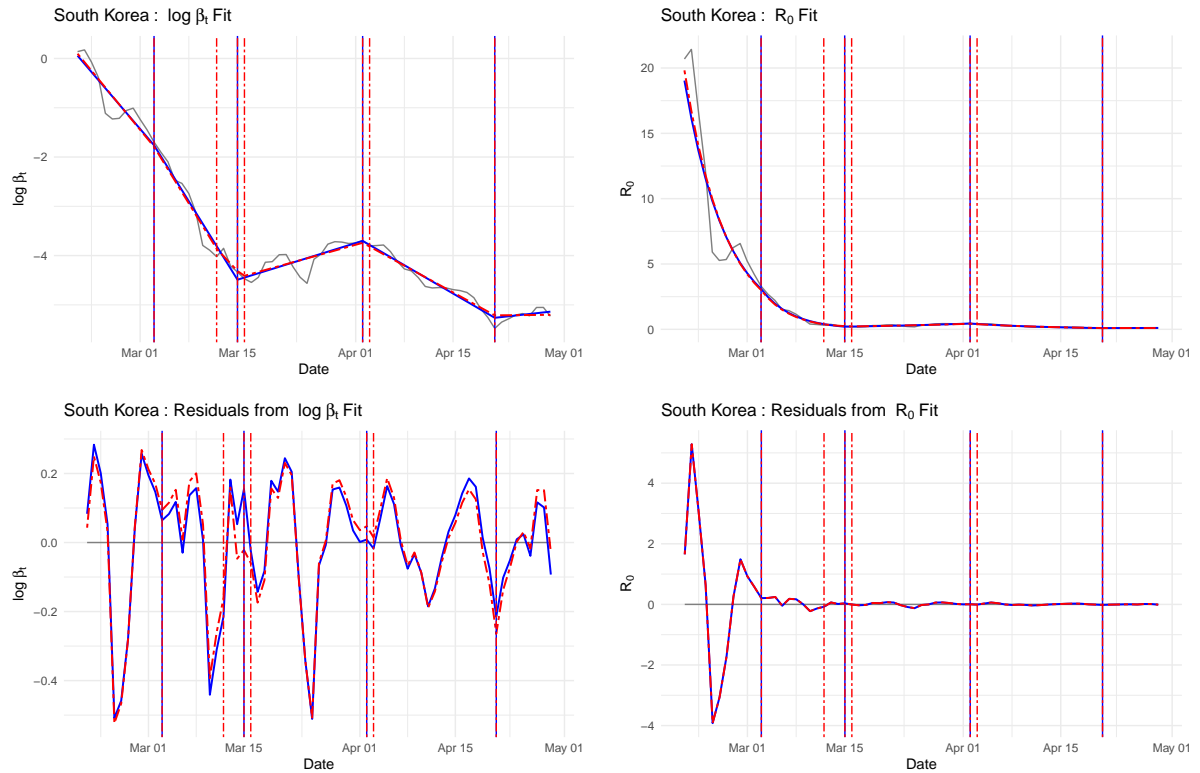 South Korea : log βt Fit
0
−2
−4
log βt
Mar 01 Mar 15 Apr 01 Apr 15 May 01
Date
South Korea : R0 Fit
20
15
10
5
0
R0
Mar 01 Mar 15 Apr 01 Apr 15 May 01
Date
South Korea : Residuals from log βt Fit
0.2
0.0
−0.2
−0.4
log βt
Mar 01 Mar 15 Apr 01 Apr 15 May 01
Date
South Korea : Residuals from R0 Fit
4
2
0
−2
−4
R0
Mar 01 Mar 15 Apr 01 Apr 15 May 01
Date